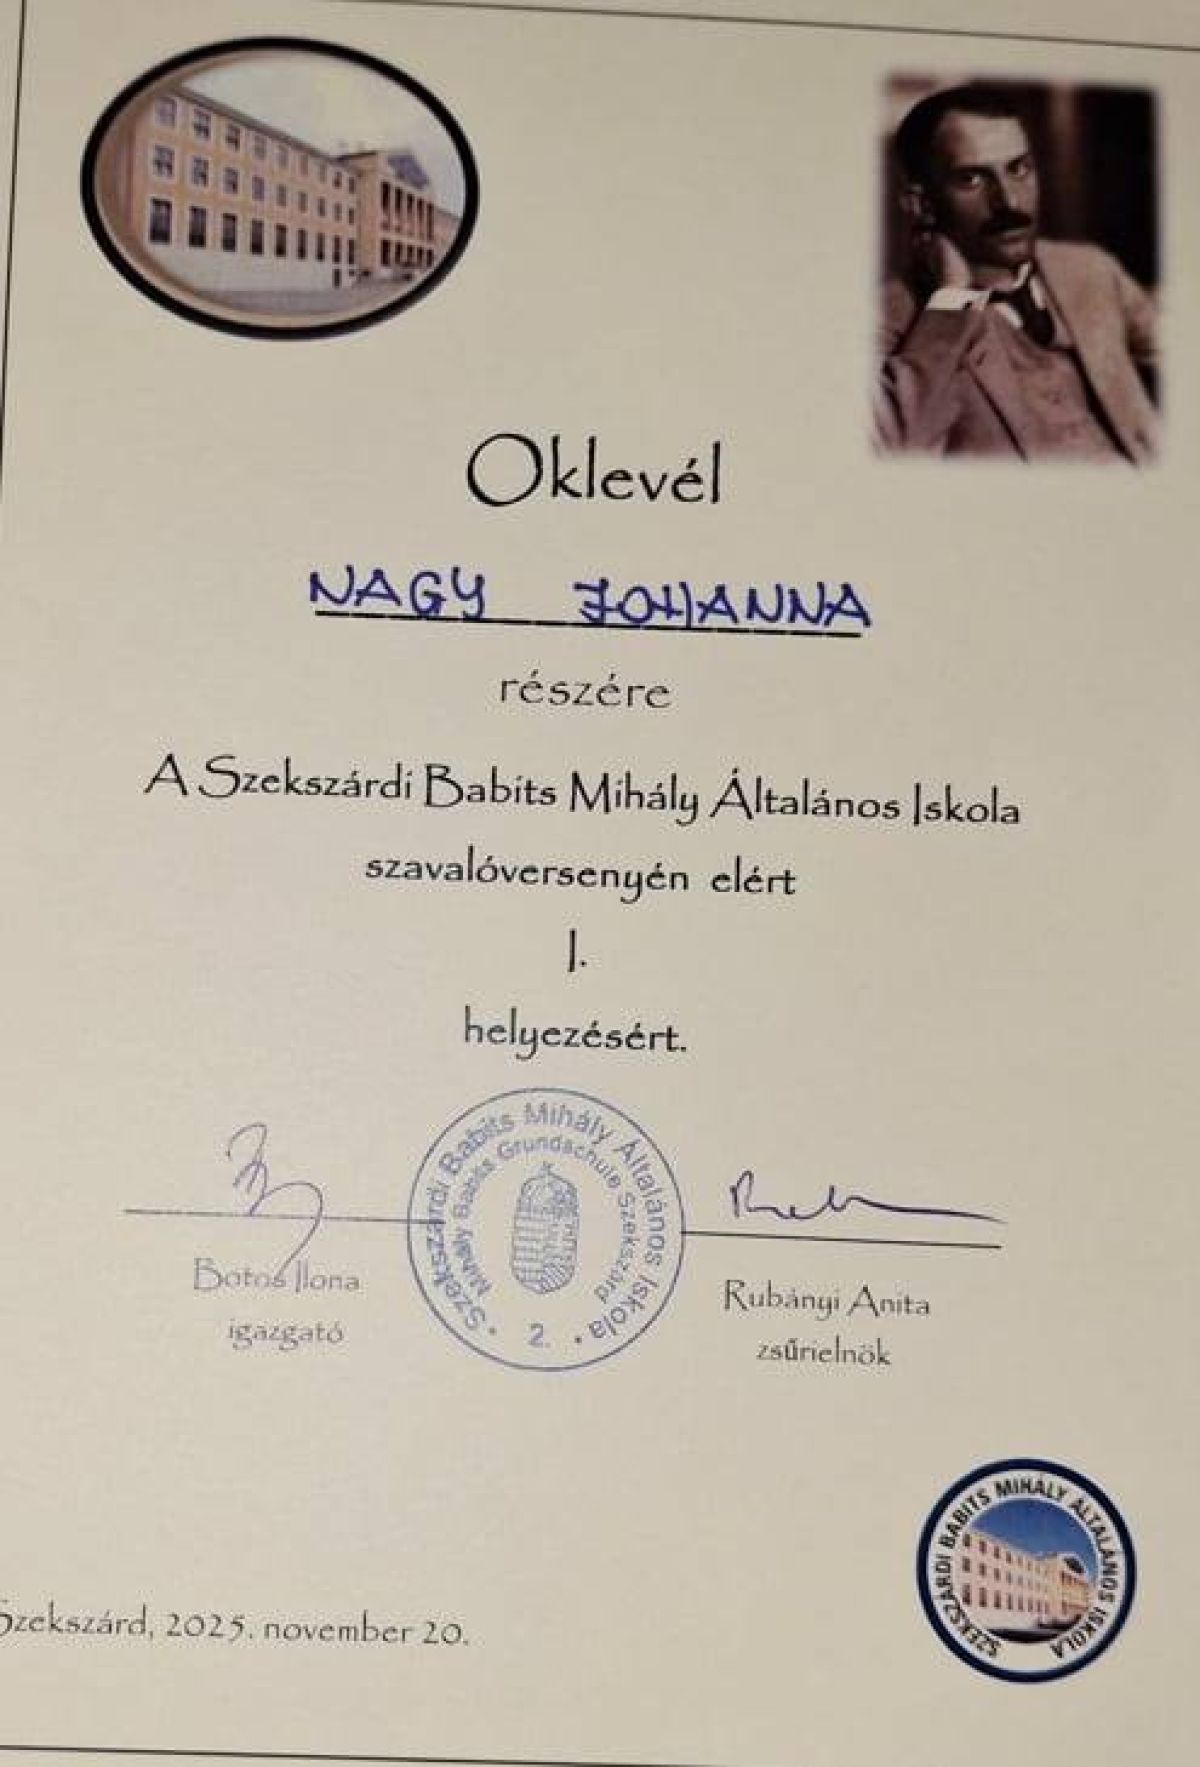 Oklevél
NAGY JOHANNA
részére
A Szekszárdi Babits Mihály Általános Iskola
szavalóversenyén elért
I.
helyezésért.
Szekszárdi Babits Mihály Általános Iskola
Mihály Babits Grundschule Szekszárd
2.
Botos Ilona
igazgató
Rubányi Anita
zsűrielnök
SZEKSZÁRDI BABITS MIHÁLY ÁLTALÁNOS ISKOLA
Szekszárd, 2025. november 20.